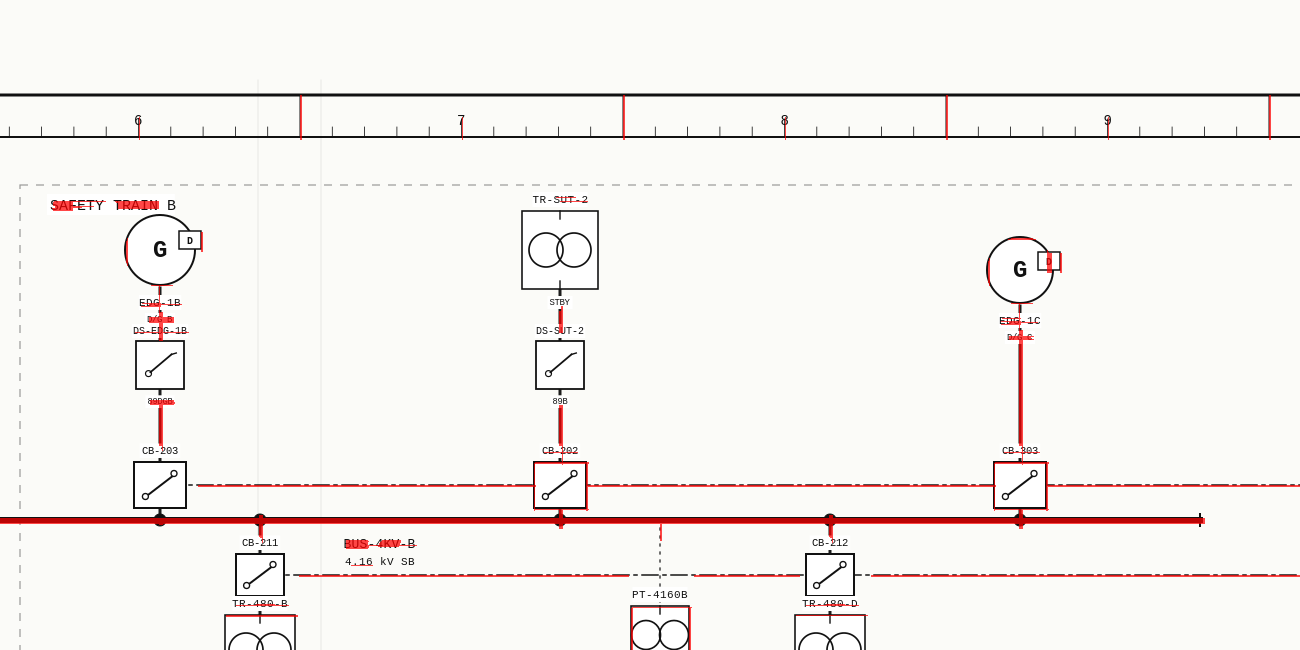 6 7 8 9
TR-SUT-2
SAFETY TRAIN B
G D
G D
EDG-1B
STBY
D/G B
EDG-1C
DS-EDG-1B
DS-SUT-2
D/G C
89DGB
89B
CB-203
CB-202
CB-303
CB-211
BUS-4KV-B
CB-212
4.16 kV SB
PT-4160B
TR-480-B
TR-480-D